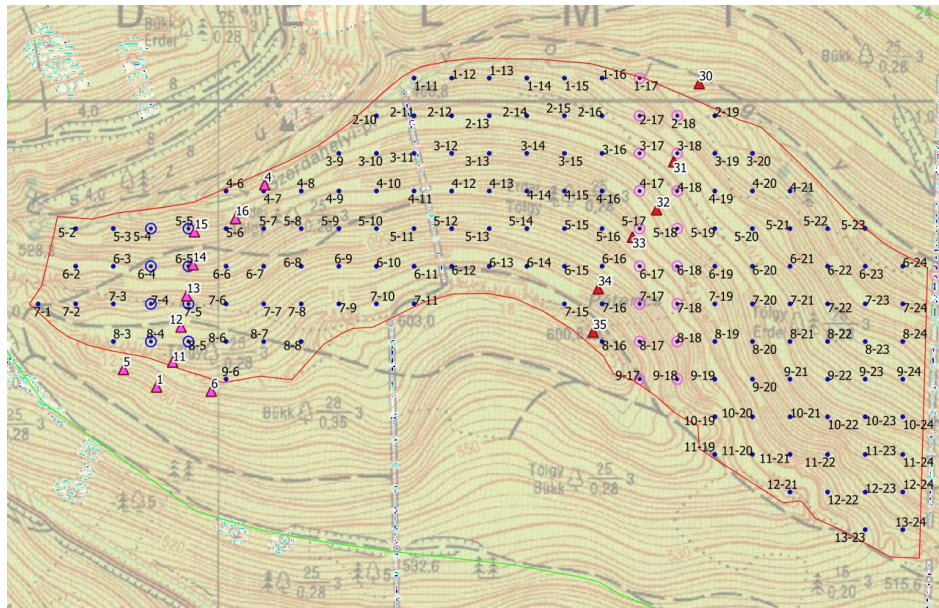 D E L M T
Bükk 25 3
Erdei 0,28
25 3
0,28
Bükk 25 3
0,28
24
1-11 1-12 1-13 1-14 1-15 1-16 1-17 30
2-10 2-11 2-12 2-13 2-14 2-15 2-16 2-17 2-18 2-19
3-9 3-10 3-11 3-12 3-13 3-14 3-15 3-16 3-17 3-18 3-19 3-20
31
4-6 4 4-7 4-8 4-9 4-10 4-11 4-12 4-13 4-14 4-15 4-16 4-17 4-18 4-19 4-20 4-21
16 32
5-2 5-3 5-4 5-5 15 5-6 5-7 5-8 5-9 5-10 5-11 5-12 5-13 5-14 5-15 5-16 5-17 5-18 5-19 5-20 5-21 5-22 5-23
33
6-2 6-3 6-4 6-5 14 6-6 6-7 6-8 6-9 6-10 6-11 6-12 6-13 6-14 6-15 6-16 6-17 6-18 6-19 6-20 6-21 6-22 6-23 6-24
13 34
7-1 7-2 7-3 7-4 7-5 7-6 7-7 7-8 7-9 7-10 7-11 7-15 7-16 7-17 7-18 7-19 7-20 7-21 7-22 7-23 7-24
603,0
12 35
8-3 8-4 8-5 8-6 8-7 8-8 8-16 8-17 8-18 8-19 8-20 8-21 8-22 8-23 8-24
5 11
1 6
9-6 9-17 9-18 9-19 9-20 9-21 9-22 9-23 9-24
Bükk 28 3
0,35
10-19 10-20 10-21 10-22 10-23 10-24
11-19 11-20 11-21 11-22 11-23 11-24
Tölgy 25 3
Bükk 0,28
12-21 12-22 12-23 12-24
13-23 13-24
532,6
25 3
0,28
15 3
0,20
515,6